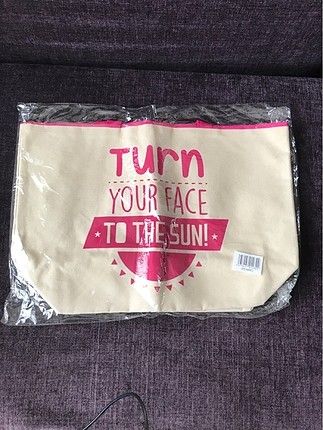 Turn
YOUR FACE
TO THE SUN!